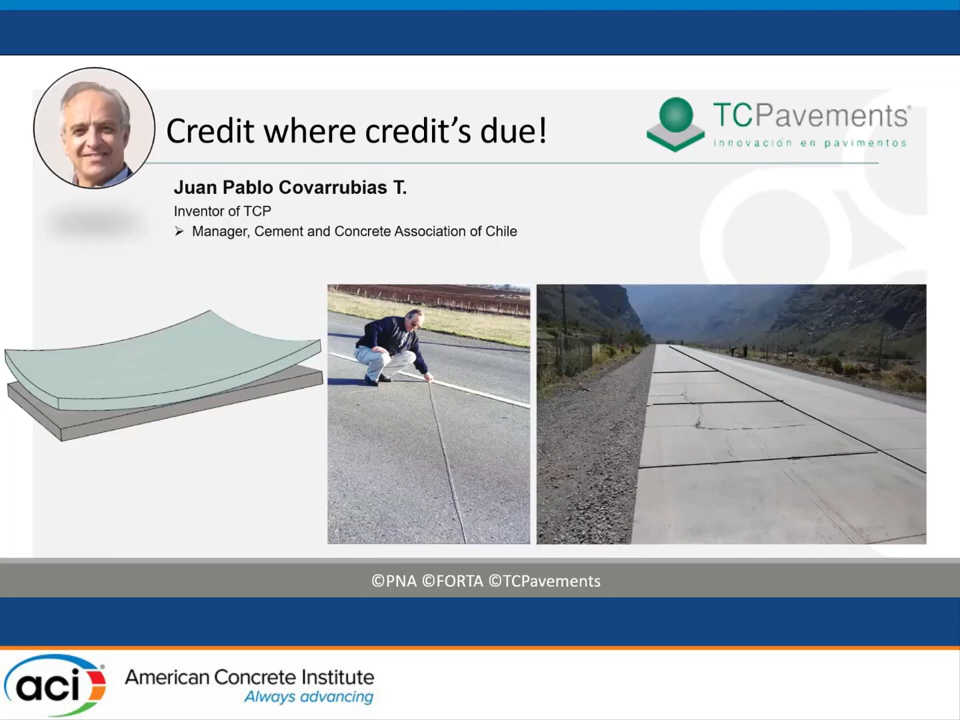 Credit where credit's due!
TCPavements®
innovación en pavimentos
Juan Pablo Covarrubias T.
Inventor of TCP
➢ Manager, Cement and Concrete Association of Chile
©PNA ©FORTA ©TCPavements
aci®
American Concrete Institute
Always advancing